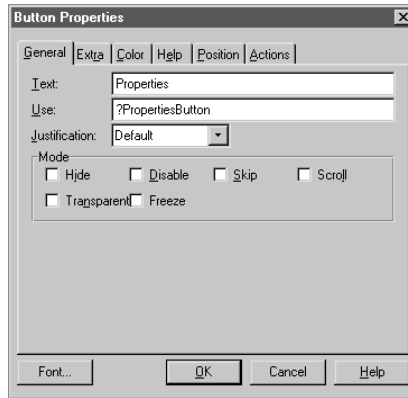 Button Properties
General Extra Color Help Position Actions
Text: Properties
Use: ?PropertiesButton
Justification: Default
Mode
Hide Disable Skip Scroll
Transparent Freeze
Font... OK Cancel Help